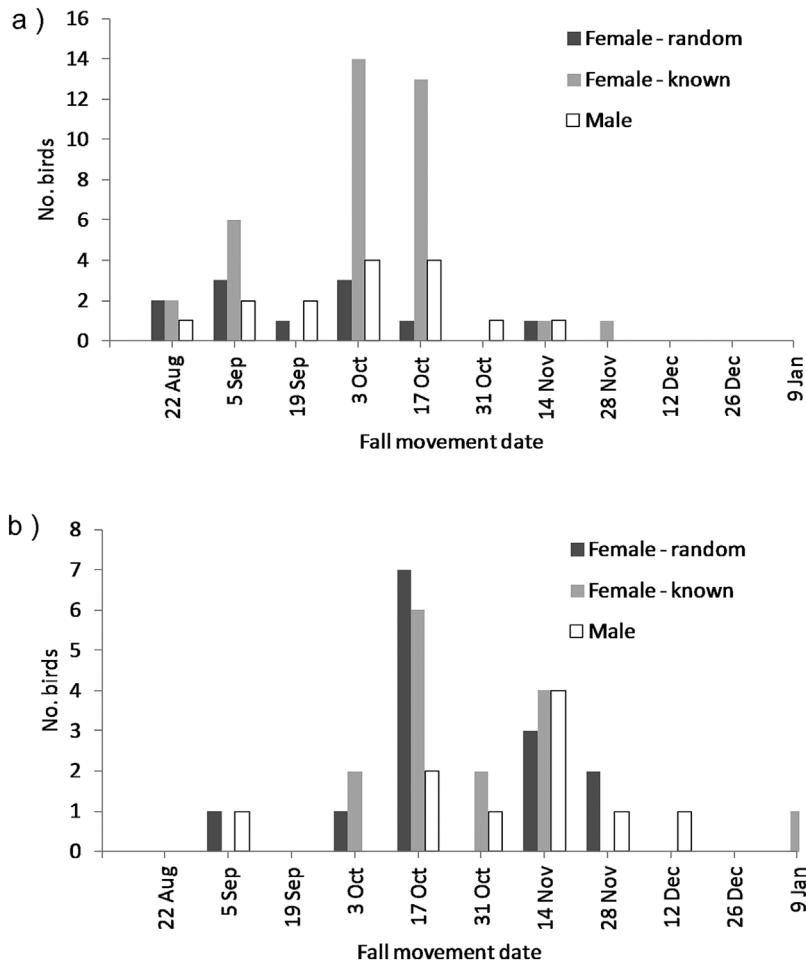 a )
16
14
12
10
8
6
4
2
0
No. birds
Female - random
Female - known
Male
22 Aug
5 Sep
19 Sep
3 Oct
17 Oct
31 Oct
14 Nov
28 Nov
12 Dec
26 Dec
9 Jan
Fall movement date
b )
8
7
6
5
4
3
2
1
0
No. birds
Female - random
Female - known
Male
22 Aug
5 Sep
19 Sep
3 Oct
17 Oct
31 Oct
14 Nov
28 Nov
12 Dec
26 Dec
9 Jan
Fall movement date